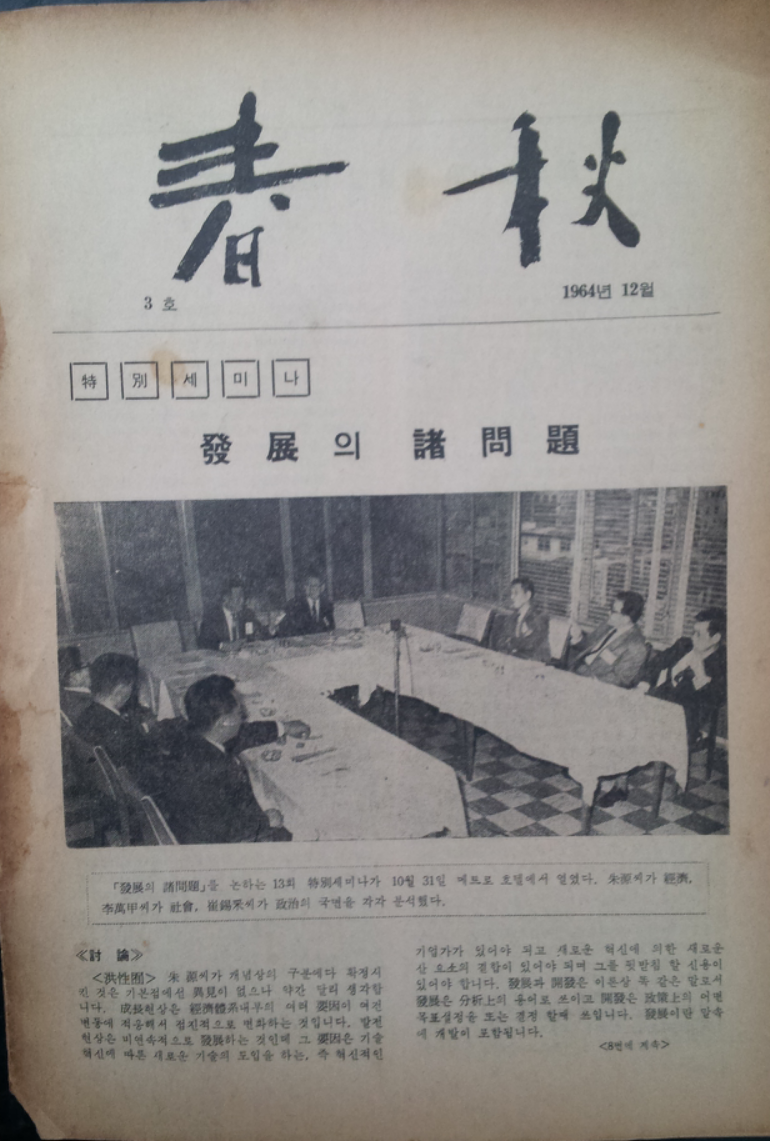 春秋
3 호
1964년 12월
特別세미나
發展의 諸問題
「發展의 諸問題」를 논하는 13회 特別세미나가 10월 31일 메트로 호텔에서 열렸다. 朱源씨가 經濟,
李萬甲씨가 社會, 崔錫采씨가 政治의 국면을 각각 분석했다.
≪討 論≫
<洪性囿> 朱 源씨가 개념상의 구분에다 확정시
킨 것은 기본점에선 異見이 없으나 약간 달리 생각합
니다. 成長현상은 經濟體系내부의 여러 要因이 여건
변동에 적응해서 점진적으로 변화하는 것입니다. 발전
현상은 비연속적으로 發展하는 것인데 그 要因은 기술
혁신에 따른 새로운 기술의 도입을 하는, 즉 혁신적인
기업가가 있어야 되고 새로운 혁신에 의한 새로운
산 요소의 결합이 있어야 되며 그를 뒷받침 할 신용이
있어야 합니다. 發展과 開發은 이른상 똑 같은 말로서
發展은 分析上의 용어로 쓰이고 開發은 政策上의 어떤
목표설정을 또는 결정 할때 쓰입니다. 發展이란 말속
에 개발이 포함됩니다.
<8면에 계속>